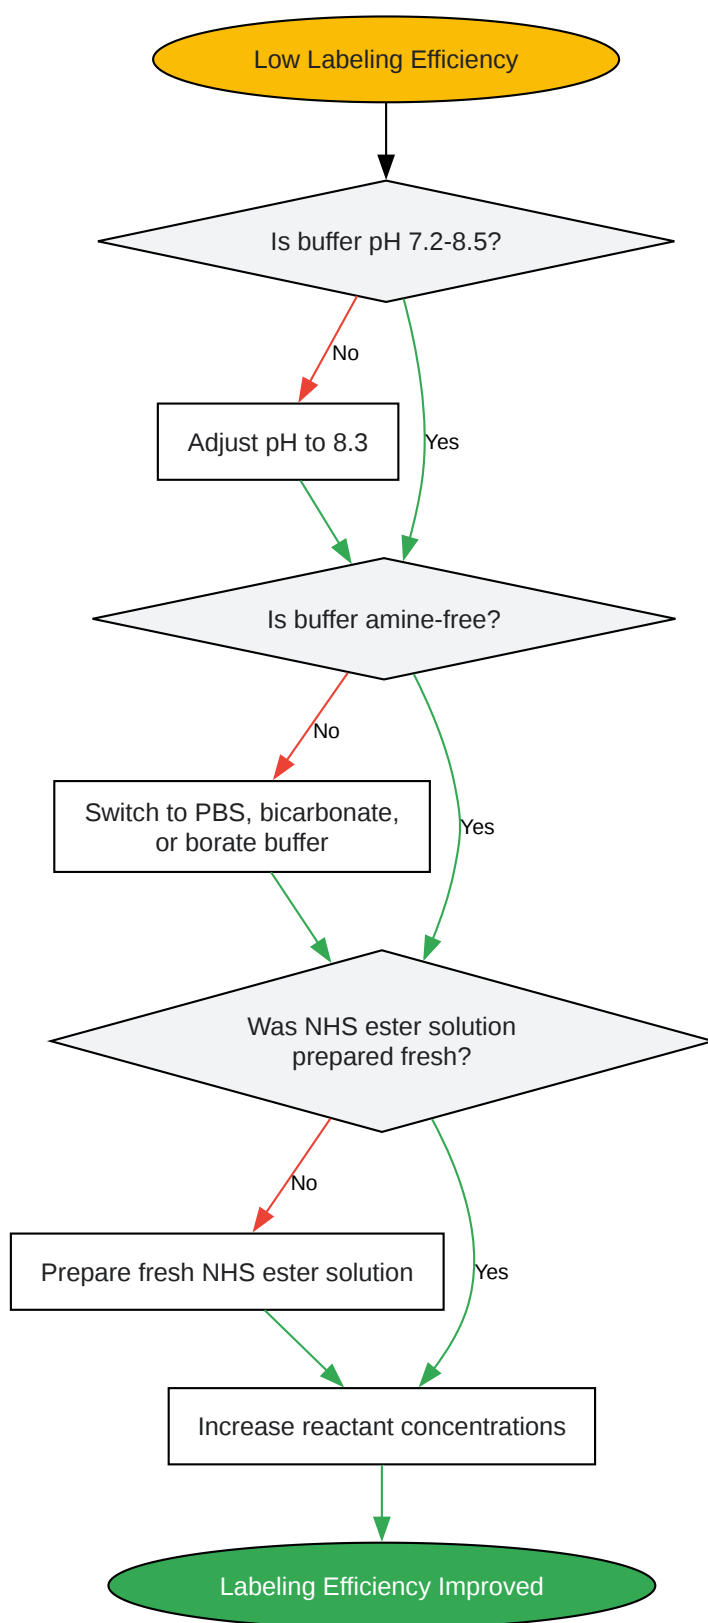 Low Labeling Efficiency
Is buffer pH 7.2-8.5?
No
Adjust pH to 8.3
Yes
Is buffer amine-free?
No
Switch to PBS, bicarbonate,
or borate buffer
Yes
Was NHS ester solution
prepared fresh?
No
Prepare fresh NHS ester solution
Yes
Increase reactant concentrations
Labeling Efficiency Improved